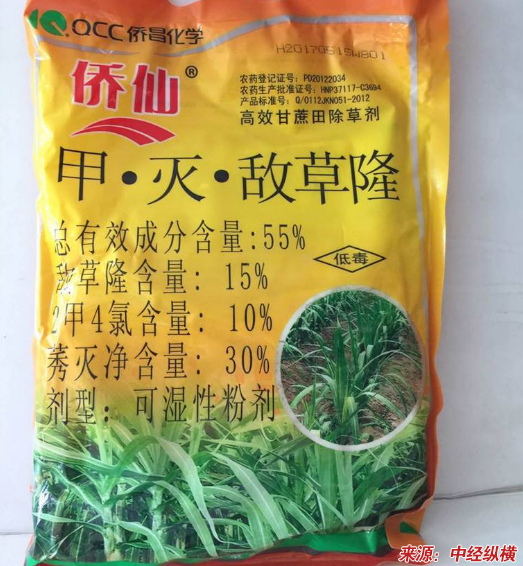 QCC 侨昌化学
H20170515W801
侨仙®
农药登记证号：PD20122034
农药生产批准证号：HNP37117-C3694
产品标准号：Q/0112JKN051-2012
高效甘蔗田除草剂
甲·灭·敌草隆
总有效成分含量：55%
敌草隆含量：15%
低毒
2甲4氯含量：10%
莠灭净含量：30%
剂型：可湿性粉剂
来源：中经纵横